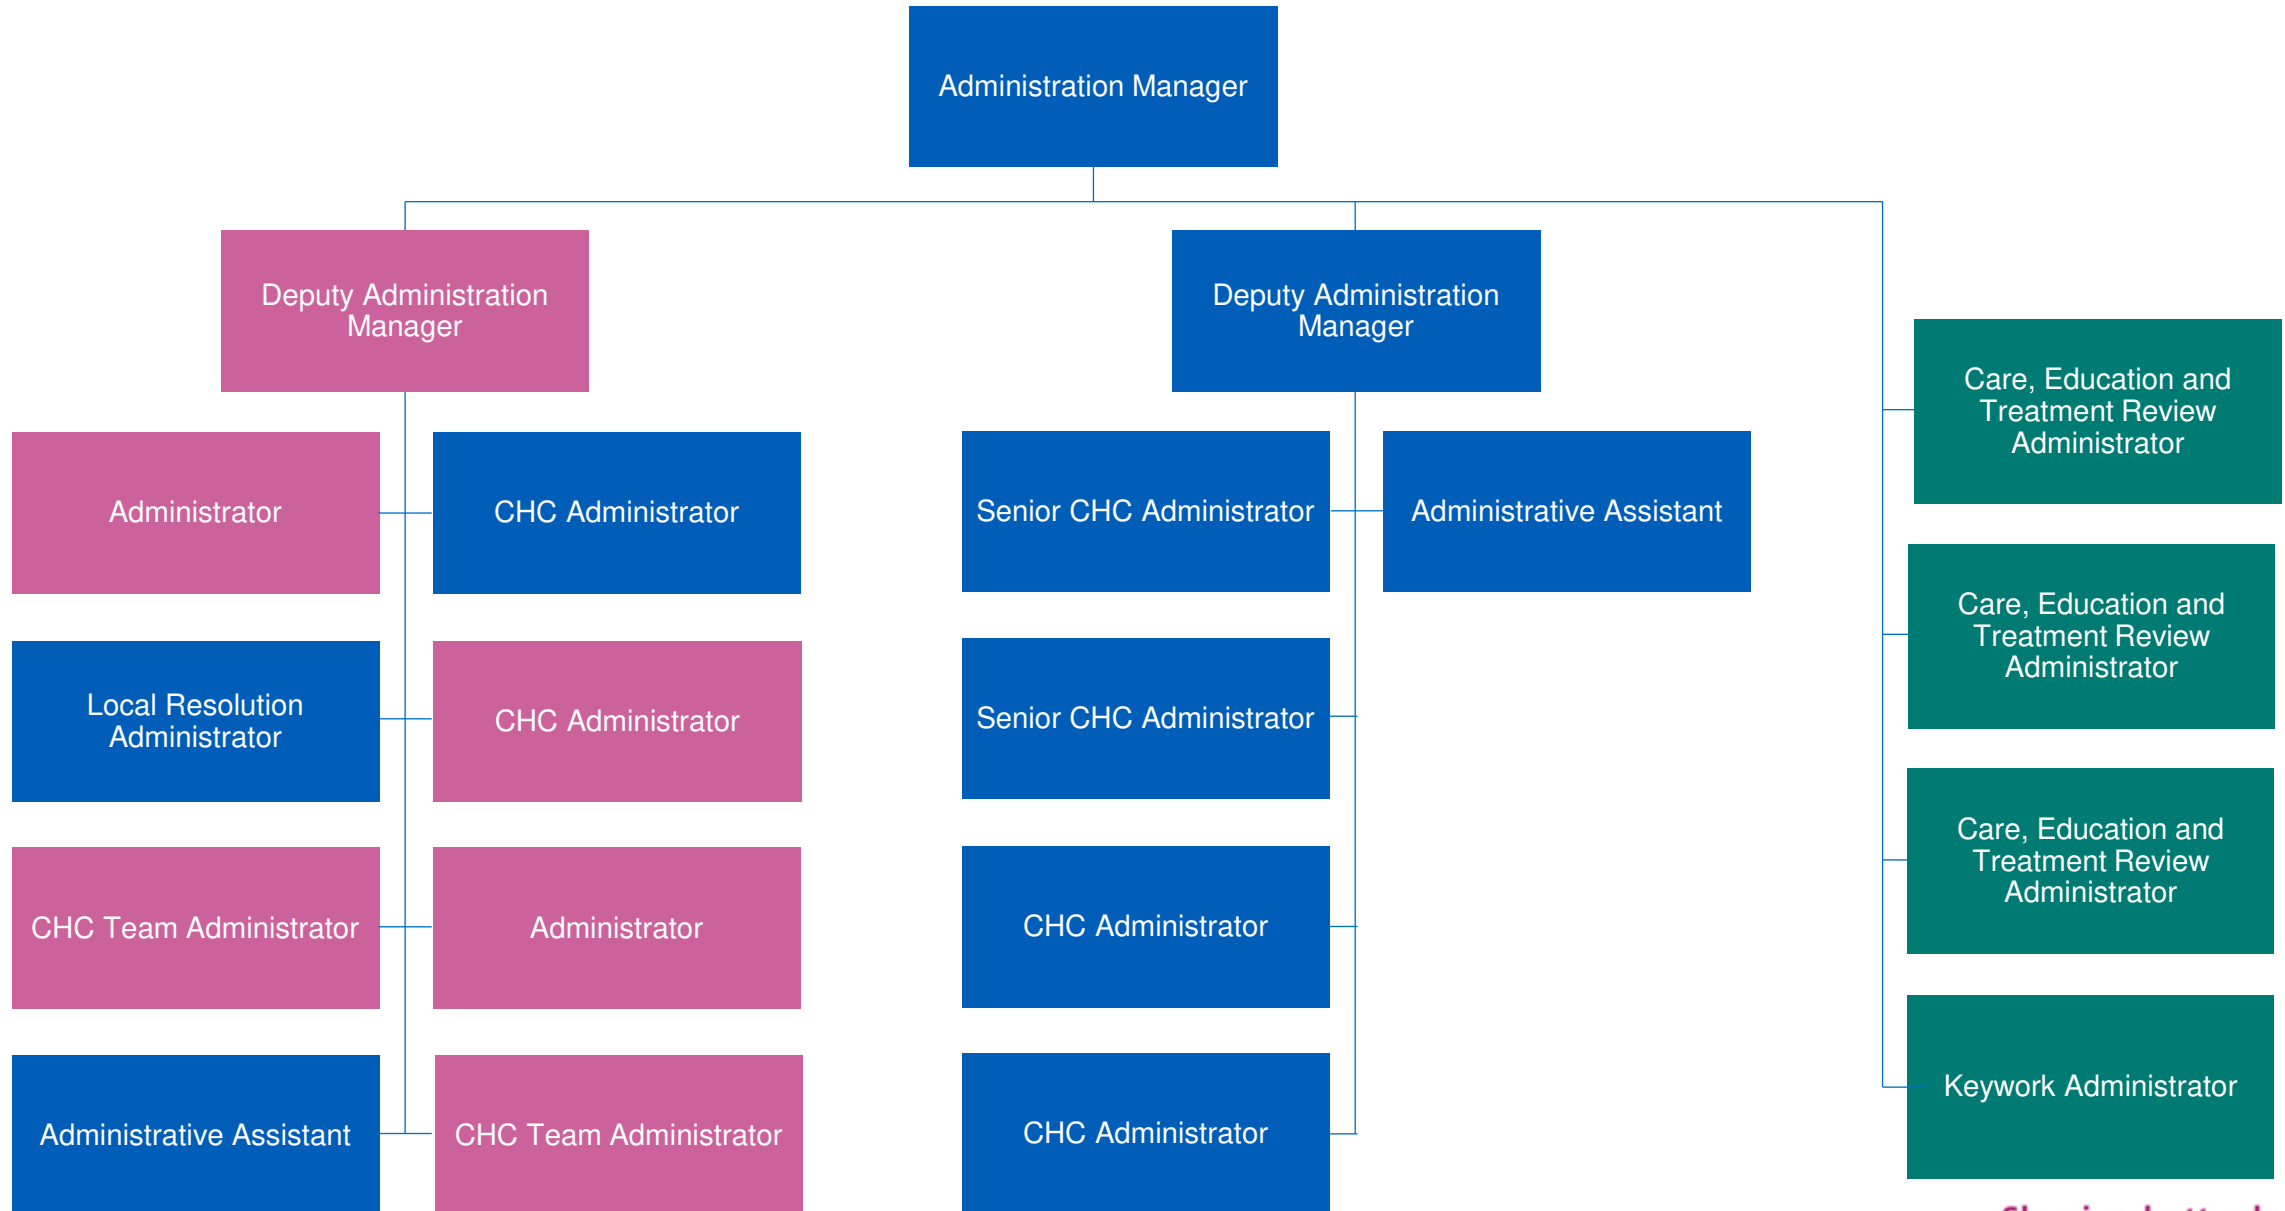 Administration Manager
Deputy Administration
Manager
Deputy Administration
Manager
Care, Education and
Treatment Review
Administrator
Administrator
CHC Administrator
Senior CHC Administrator
Administrative Assistant
Care, Education and
Treatment Review
Administrator
Local Resolution
Administrator
CHC Administrator
Senior CHC Administrator
Care, Education and
Treatment Review
Administrator
CHC Team Administrator
Administrator
CHC Administrator
Keywork Administrator
Administrative Assistant
CHC Team Administrator
CHC Administrator